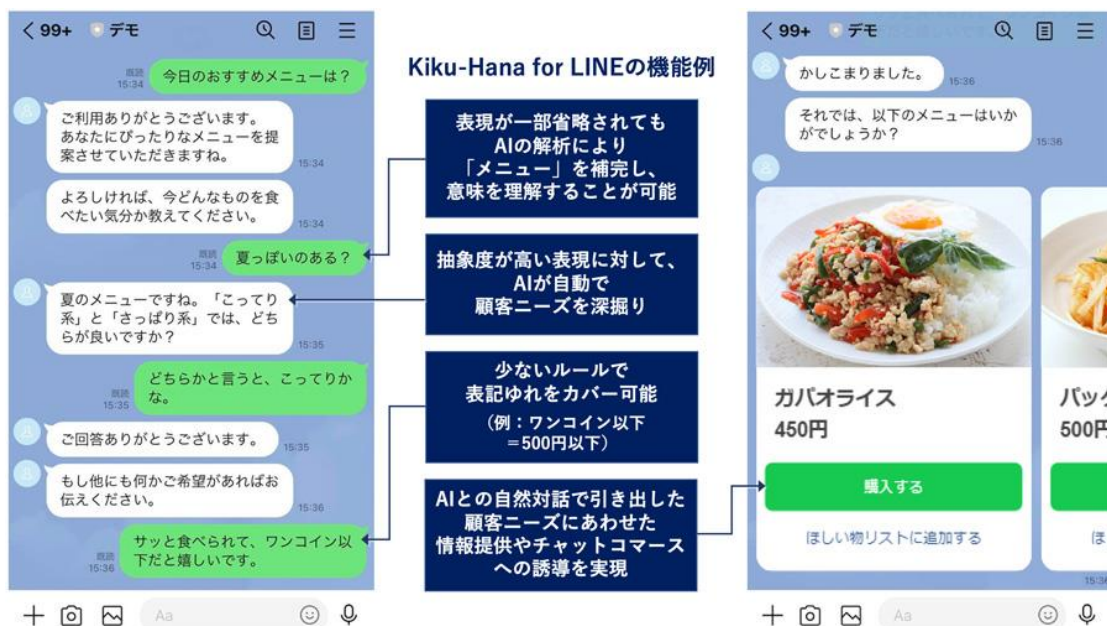 99+ デモ
既読
15:34
今日のおすすめメニューは？
ご利用ありがとうございます。
あなたにぴったりなメニューを提
案させていただきますね。
15:34
よろしければ、今どんなものを食
べたい気分か教えてください。
15:34
既読
15:34
夏っぽいのある？
夏のメニューですね。「こってり
系」と「さっぱり系」では、どち
らが良いですか？
15:35
どちらかと言うと、こってりか
な。
既読
15:35
ご回答ありがとうございます。
15:35
もし他にも何かご希望があればお
伝えください。
15:36
サッと食べられて、ワンコイン以
下だと嬉しいです。
既読
15:36
Aa
Kiku-Hana for LINEの機能例
表現が一部省略されても
AIの解析により
「メニュー」を補完し、
意味を理解することが可能
抽象度が高い表現に対して、
AIが自動で
顧客ニーズを深掘り
少ないルールで
表記ゆれをカバー可能
（例：ワンコイン以下
＝500円以下）
AIとの自然対話で引き出した
顧客ニーズにあわせた
情報提供やチャットコマース
への誘導を実現
99+ デモ
かしこまりました。
15:36
それでは、以下のメニューはいか
がでしょうか？
15:36
ガパオライス
450円
購入する
ほしい物リストに追加する
パッ
500円
ほ
15:36
Aa